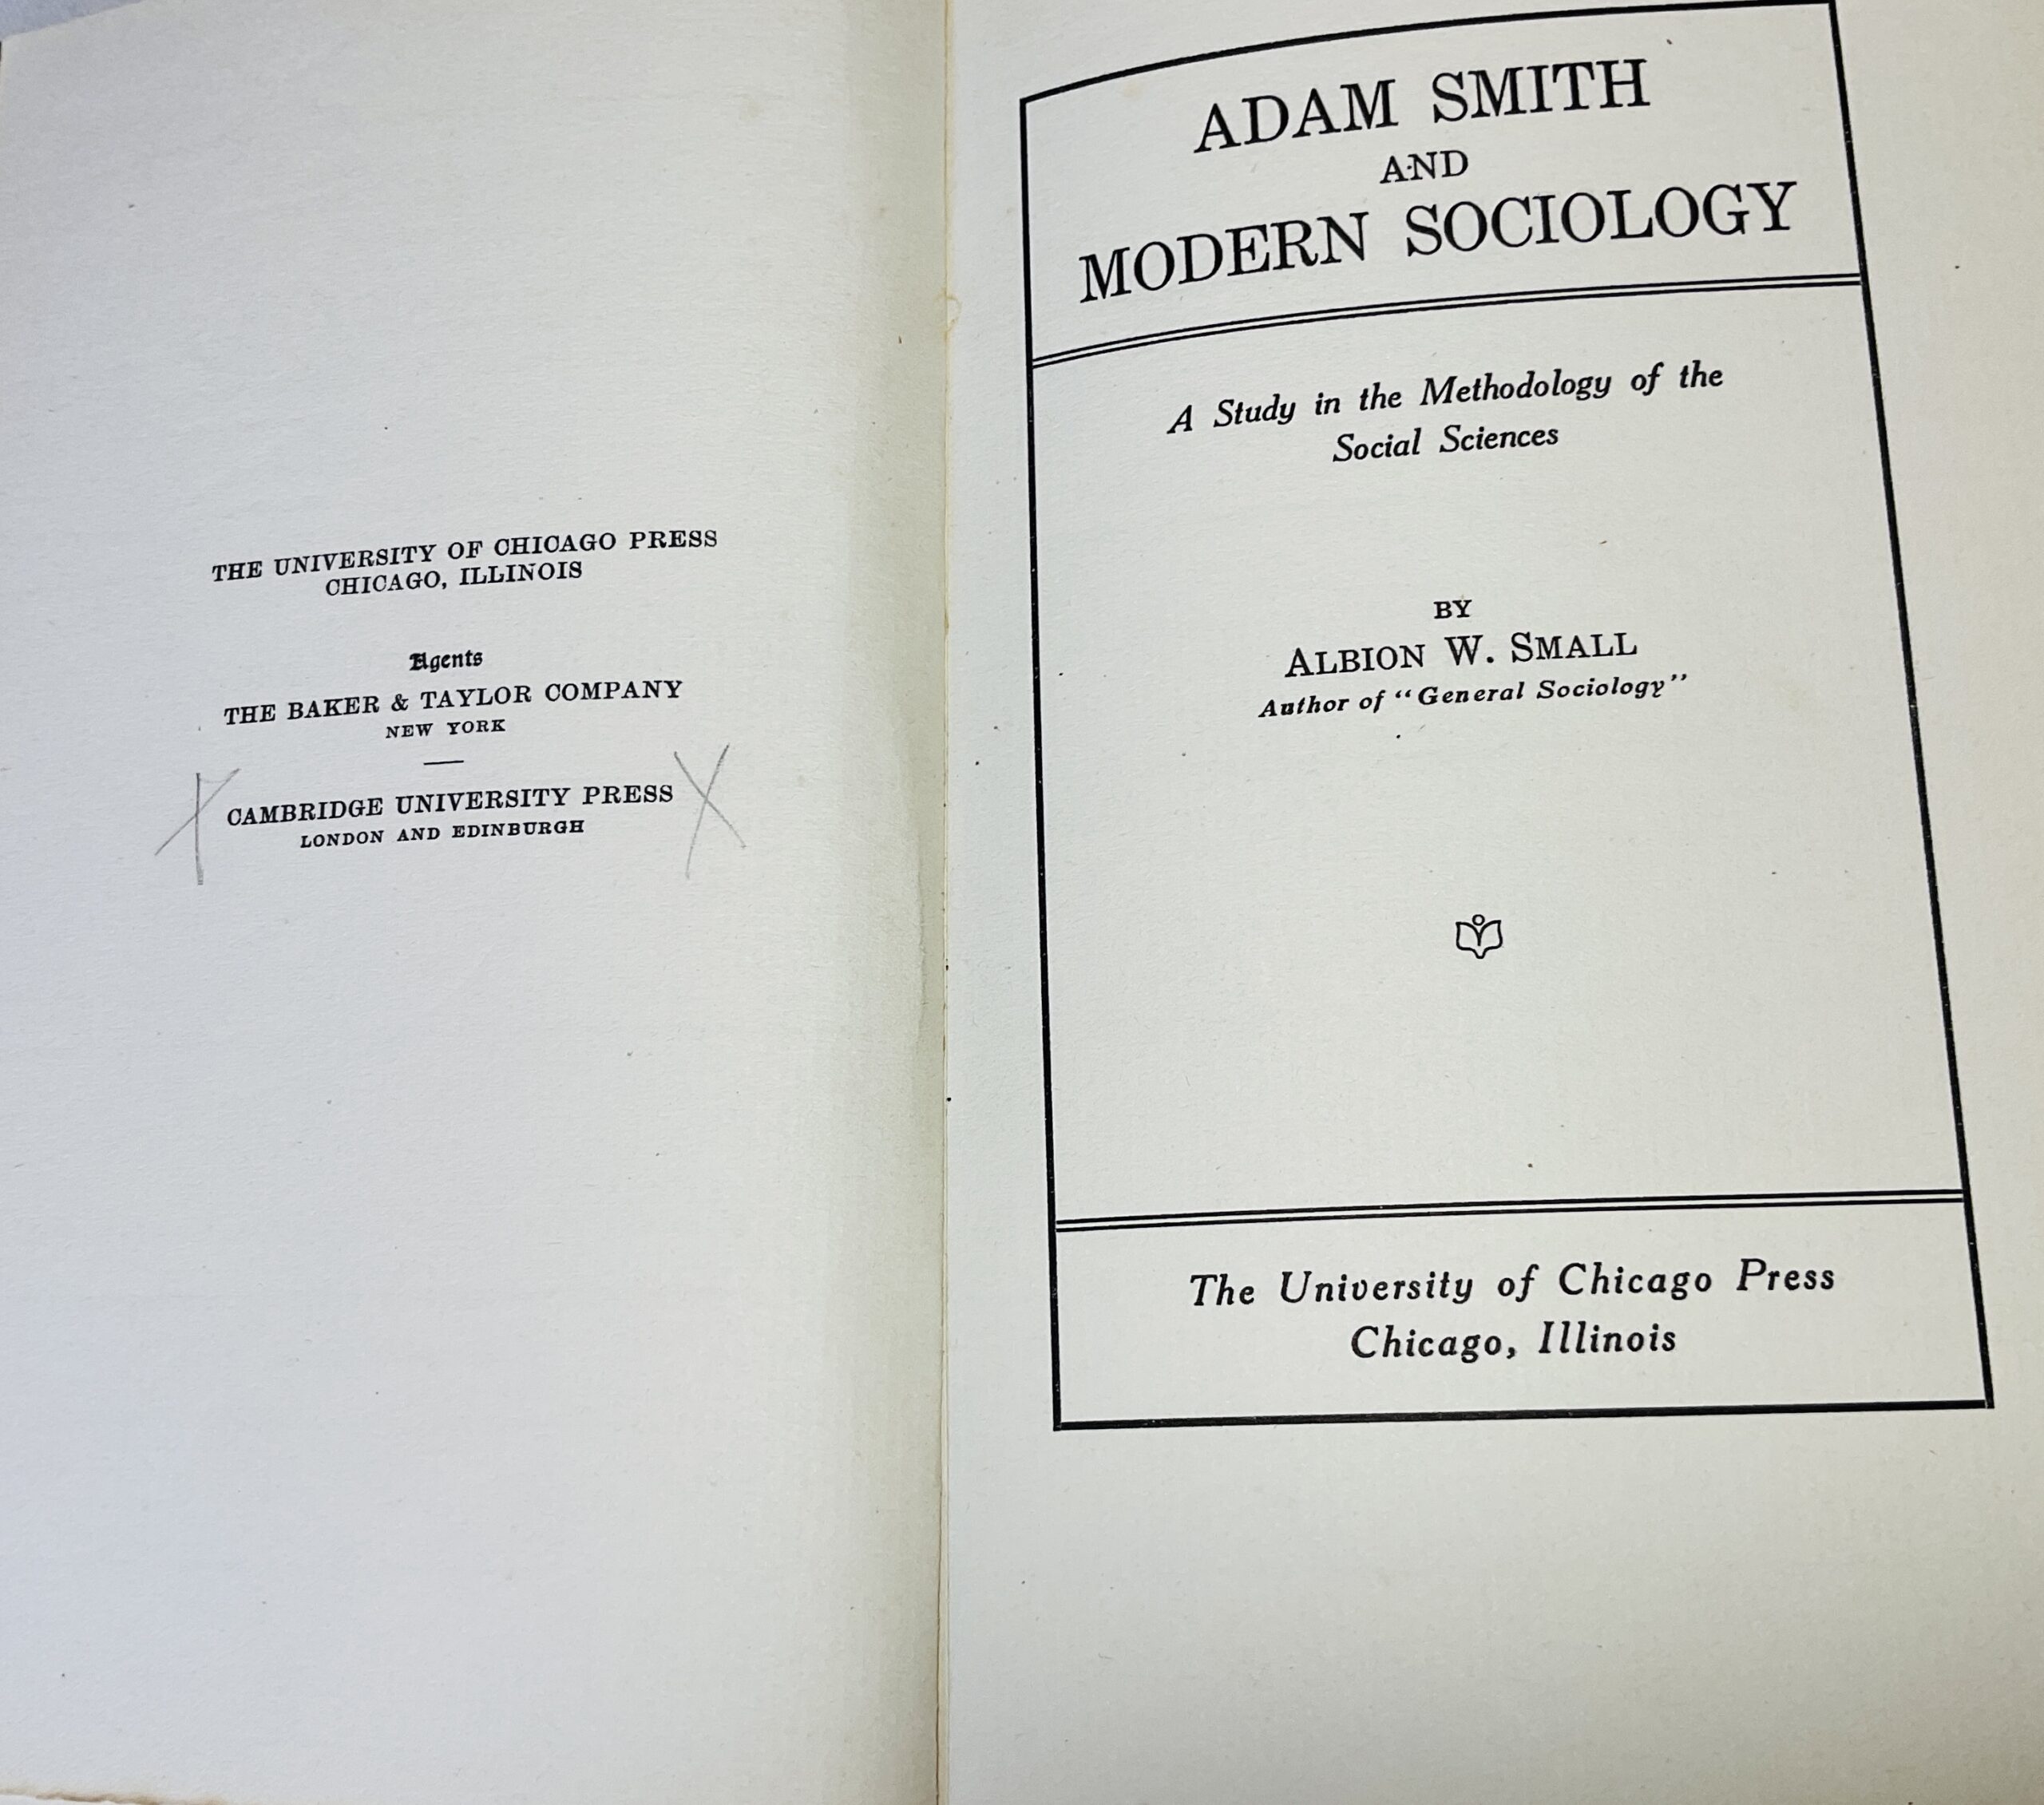 THE UNIVERSITY OF CHICAGO PRESS
CHICAGO, ILLINOIS
Agents
THE BAKER & TAYLOR COMPANY
NEW YORK
CAMBRIDGE UNIVERSITY PRESS
LONDON AND EDINBURGH
ADAM SMITH
AND
MODERN SOCIOLOGY
A Study in the Methodology of the
Social Sciences
BY
ALBION W. SMALL
Author of "General Sociology"
The University of Chicago Press
Chicago, Illinois